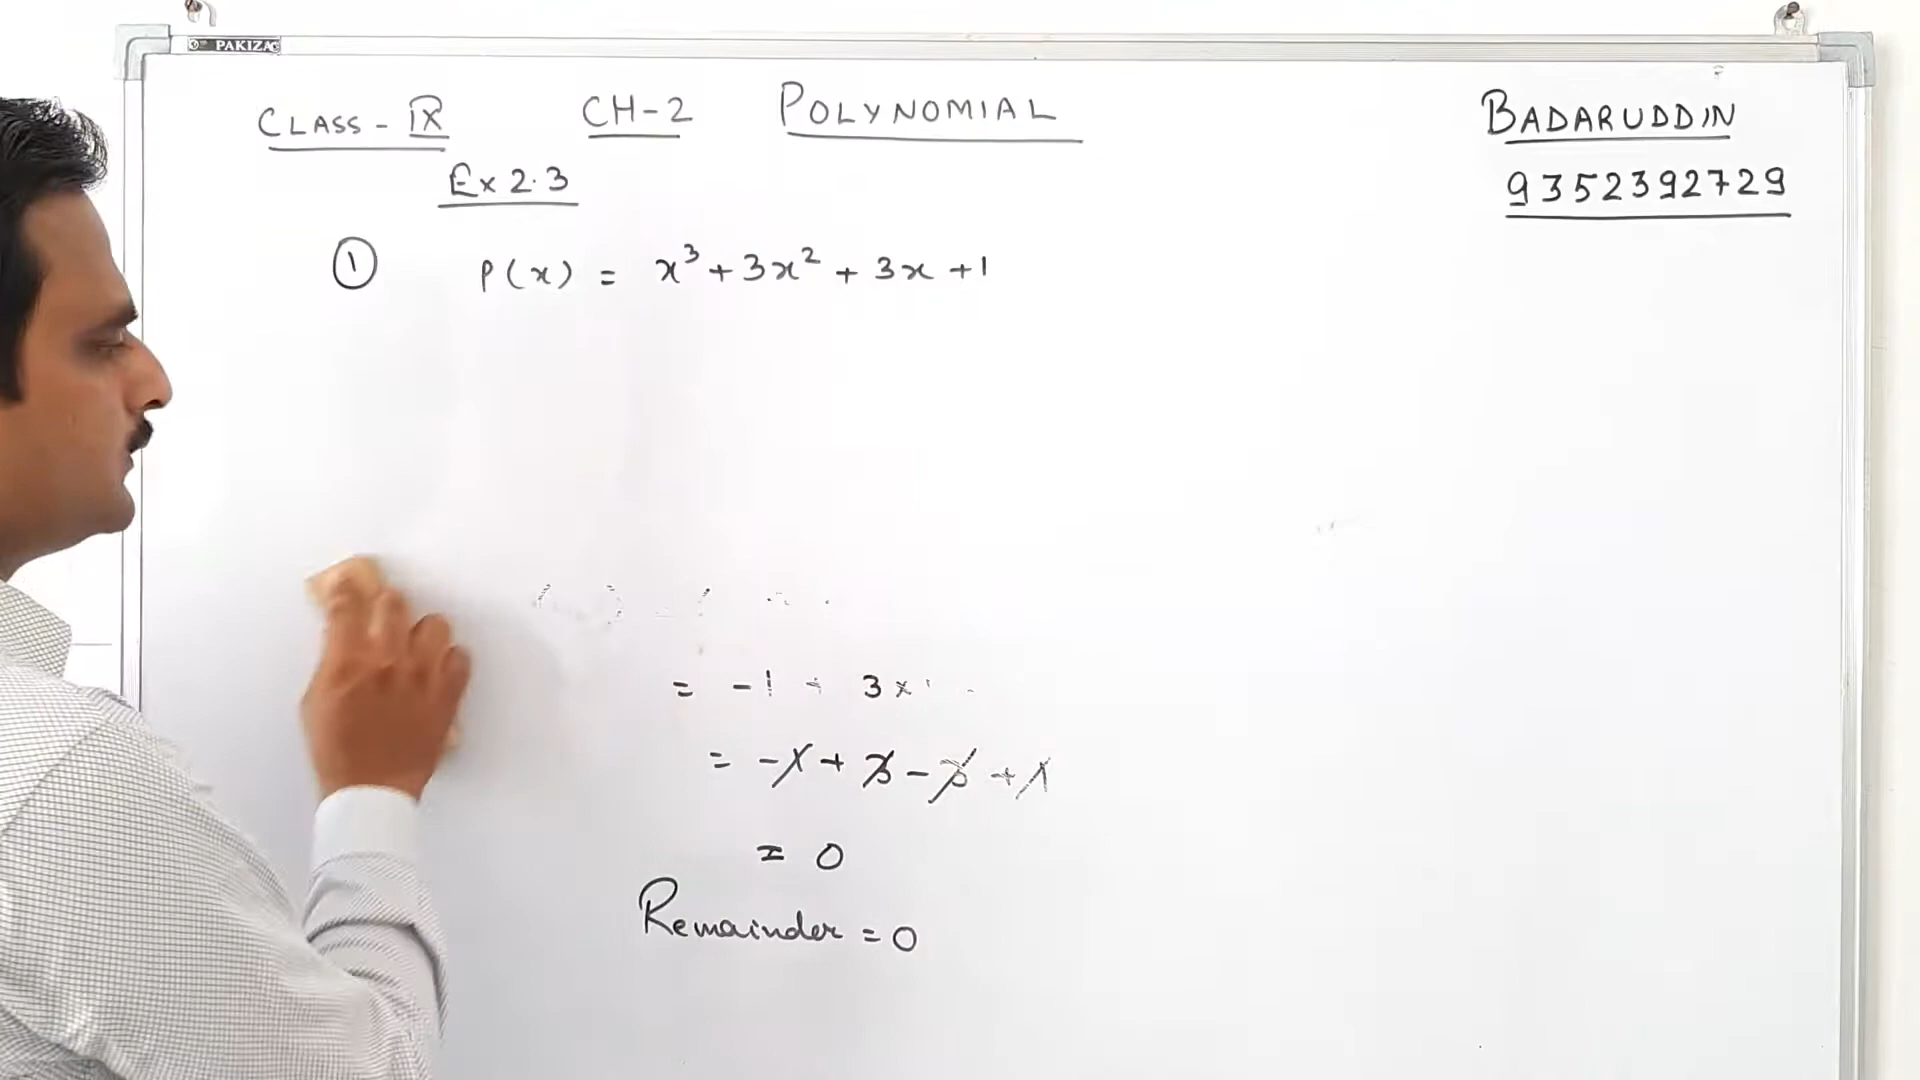 PAKIZA
CLASS - IX CH-2 POLYNOMIAL BADARUDDIN
Ex 2.3 9352392729
① P(x) = x³ + 3x² + 3x + 1
= -1 + 3×
= -1 + 3 - 3 + 1
= 0
Remainder = 0